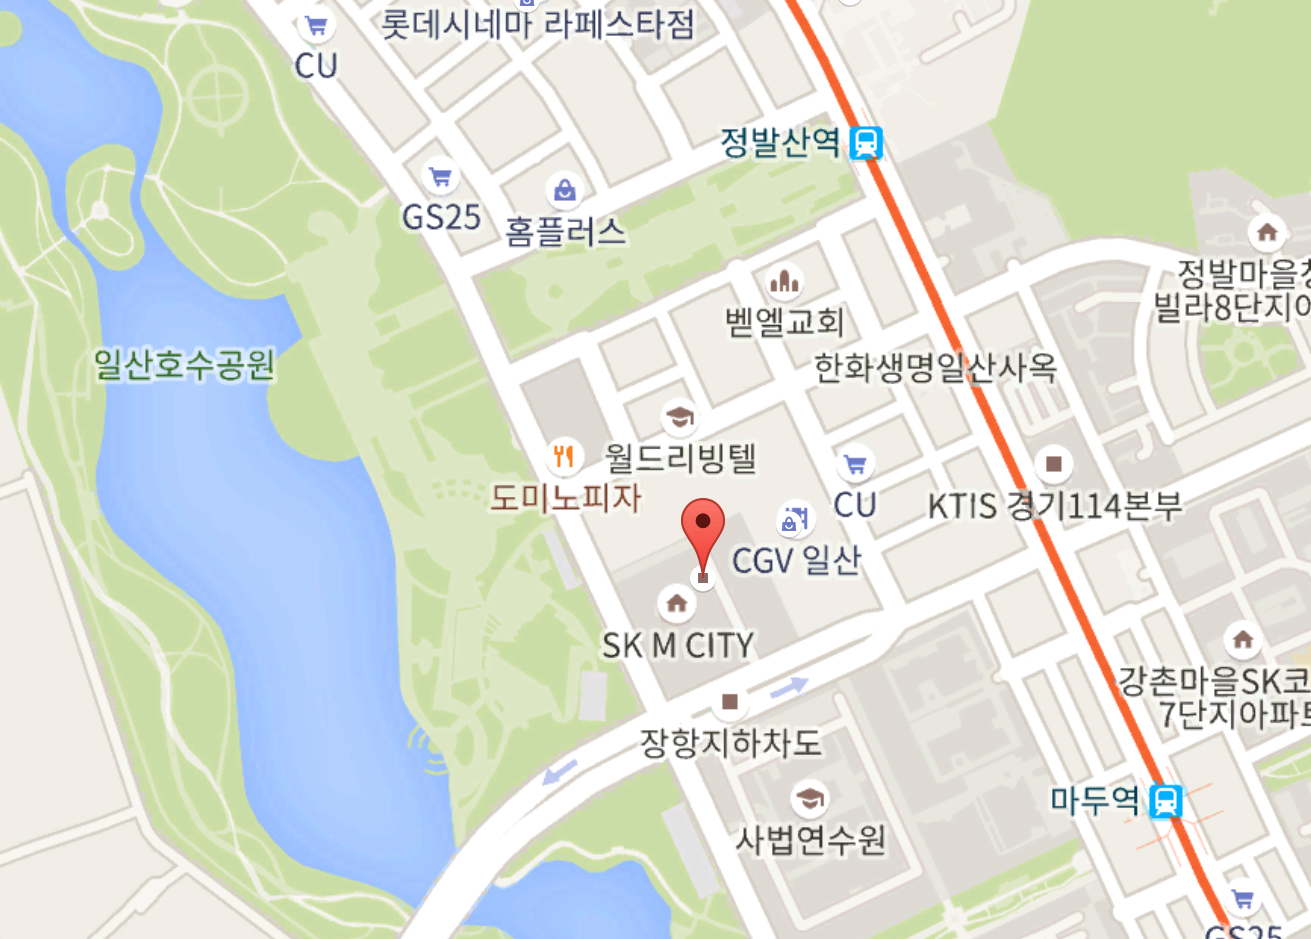 롯데시네마 라페스타점
CU
정발산역
GS25
홈플러스
정발마을
빌라8단지
벧엘교회
일산호수공원
한화생명일산사옥
월드리빙텔
도미노피자
CU
KTIS 경기114본부
CGV 일산
SK M CITY
강촌마을SK코
7단지아파트
장항지하차도
마두역
사법연수원
GS25